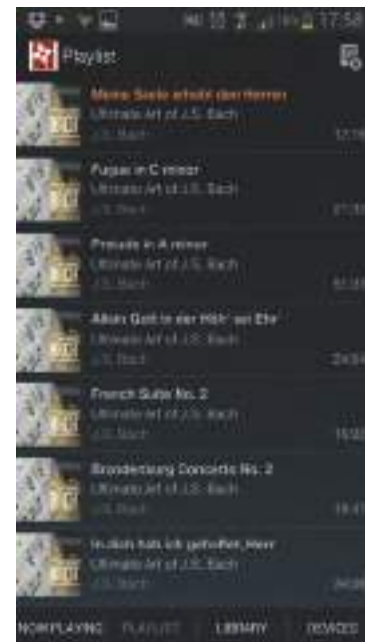 17:58
Playlist
Meine Seele erhebt den Herren
Ultimate Art of J.S. Bach
J.S. Bach
Fugue in C minor
Ultimate Art of J.S. Bach
J.S. Bach
Prelude in A minor
Ultimate Art of J.S. Bach
J.S. Bach
Allein Gott in der Höh' sei Ehr'
Ultimate Art of J.S. Bach
J.S. Bach
French Suite No. 2
Ultimate Art of J.S. Bach
J.S. Bach
Brandenburg Concerto No. 2
Ultimate Art of J.S. Bach
J.S. Bach
In dich hab ich gehoffet, Herr
Ultimate Art of J.S. Bach
J.S. Bach
NOW PLAYING PLAYLIST LIBRARY DEVICES